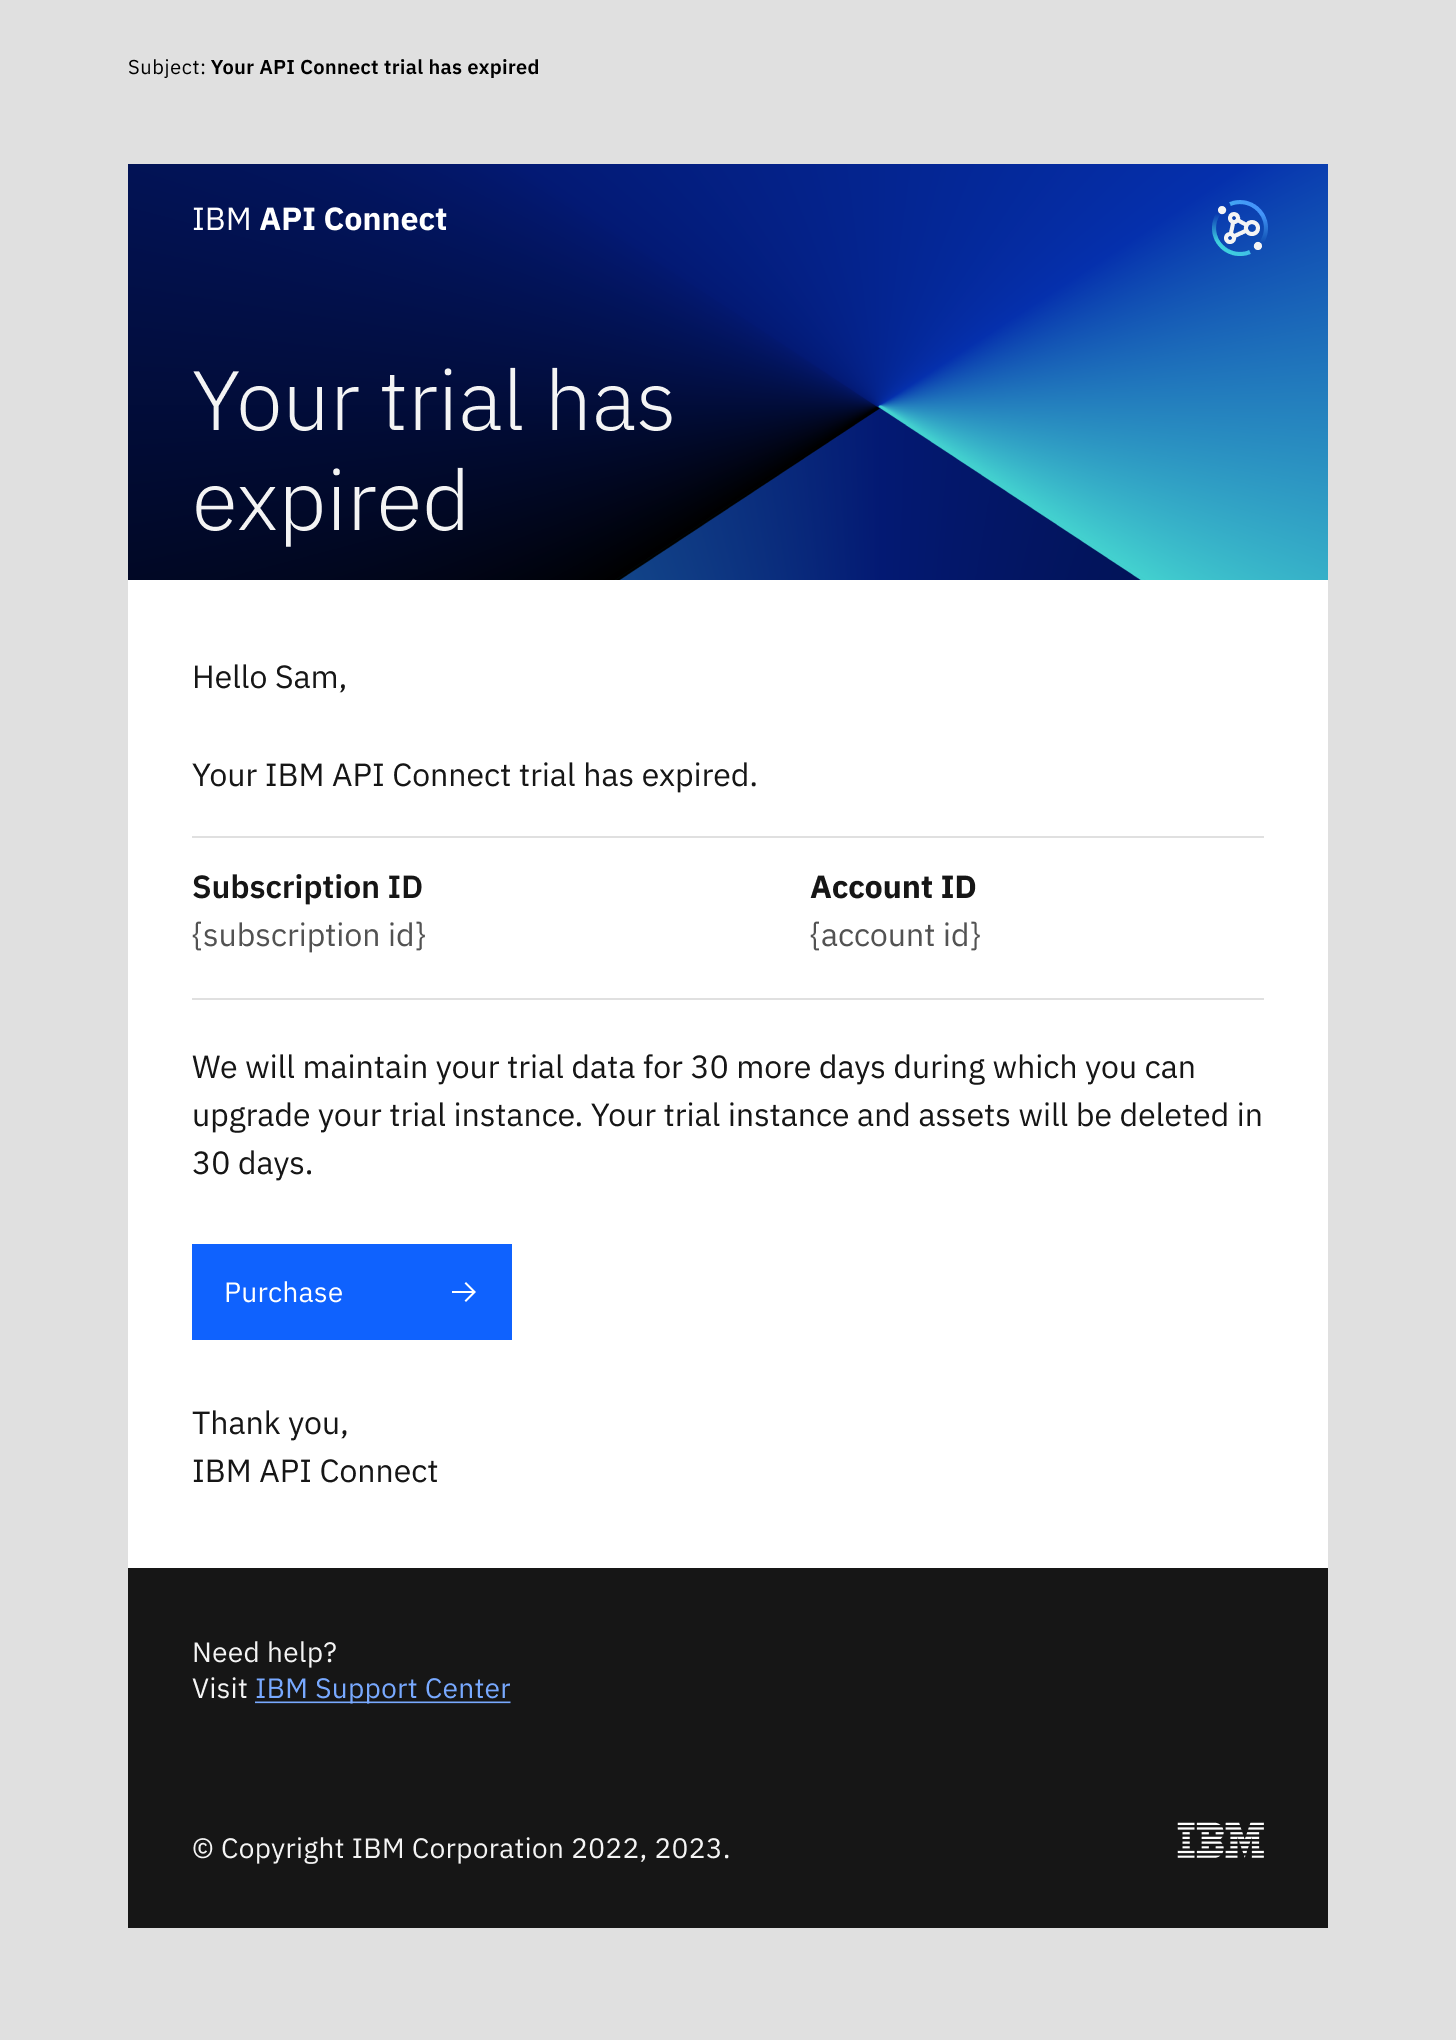 Subject: Your API Connect trial has expired
IBM API Connect
Your trial has
expired
Hello Sam,
Your IBM API Connect trial has expired.
Subscription ID
{subscription id}
Account ID
{account id}
We will maintain your trial data for 30 more days during which you can
upgrade your trial instance. Your trial instance and assets will be deleted in
30 days.
Purchase →
Thank you,
IBM API Connect
Need help?
Visit IBM Support Center
© Copyright IBM Corporation 2022, 2023.
IBM